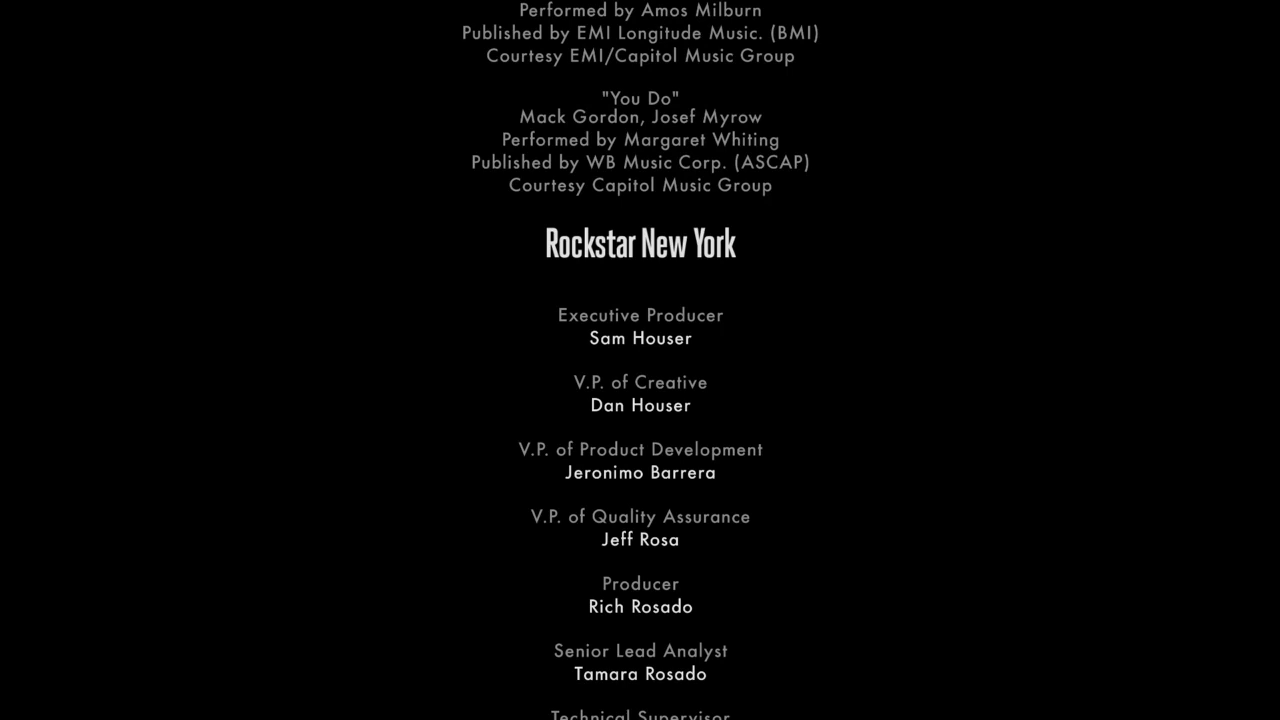 Performed by Amos Milburn
Published by EMI Longitude Music. (BMI)
Courtesy EMI/Capitol Music Group
"You Do"
Mack Gordon, Josef Myrow
Performed by Margaret Whiting
Published by WB Music Corp. (ASCAP)
Courtesy Capitol Music Group
Rockstar New York
Executive Producer
Sam Houser
V.P. of Creative
Dan Houser
V.P. of Product Development
Jeronimo Barrera
V.P. of Quality Assurance
Jeff Rosa
Producer
Rich Rosado
Senior Lead Analyst
Tamara Rosado
Technical Supervisor